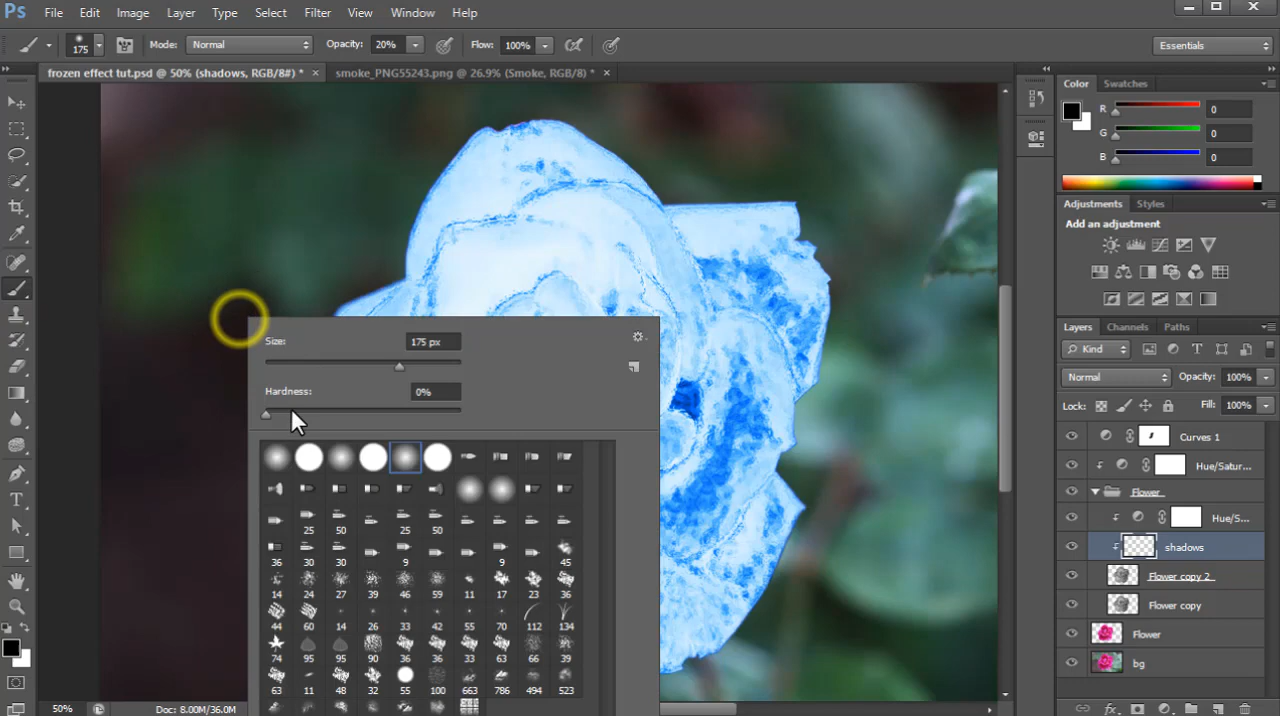 Ps File Edit Image Layer Type Select Filter View Window Help
175 Mode: Normal Opacity: 20% Flow: 100% Essentials
frozen effect tut.psd @ 50% (shadows, RGB/8#) * × smoke_PNG55243.png @ 26.9% (Smoke, RGB/8) * ×
Color Swatches
R 0
G 0
B 0
Adjustments Styles
Add an adjustment
Layers Channels Paths
Kind
Normal Opacity: 100%
Lock: Fill: 100%
Curves 1
Hue/Satur...
Flower
Hue/S...
shadows
Flower copy 2
Flower copy
Flower
bg
Size: 175 px
Hardness: 0%
25 50 25 50
36 30 30 9 9 45
14 24 27 39 46 59 11 17 23 36
44 60 14 26 33 42 55 70 112 134
74 95 95 90 36 36 33 63 66 39
63 11 48 32 55 100 663 786 494 523
50% Doc: 8.00M/36.0M